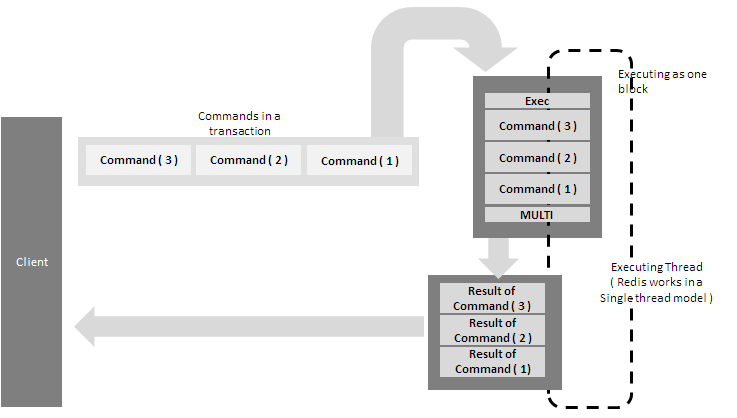 Executing as one
block
Commands in a
transaction
Exec
Command ( 3 )
Command ( 2 )
Command ( 1 )
Command ( 3 )
Command ( 2 )
Command ( 1 )
MULTI
Client
Executing Thread
( Redis works in a
Single thread model )
Result of
Command ( 3 )
Result of
Command ( 2 )
Result of
Command ( 1)